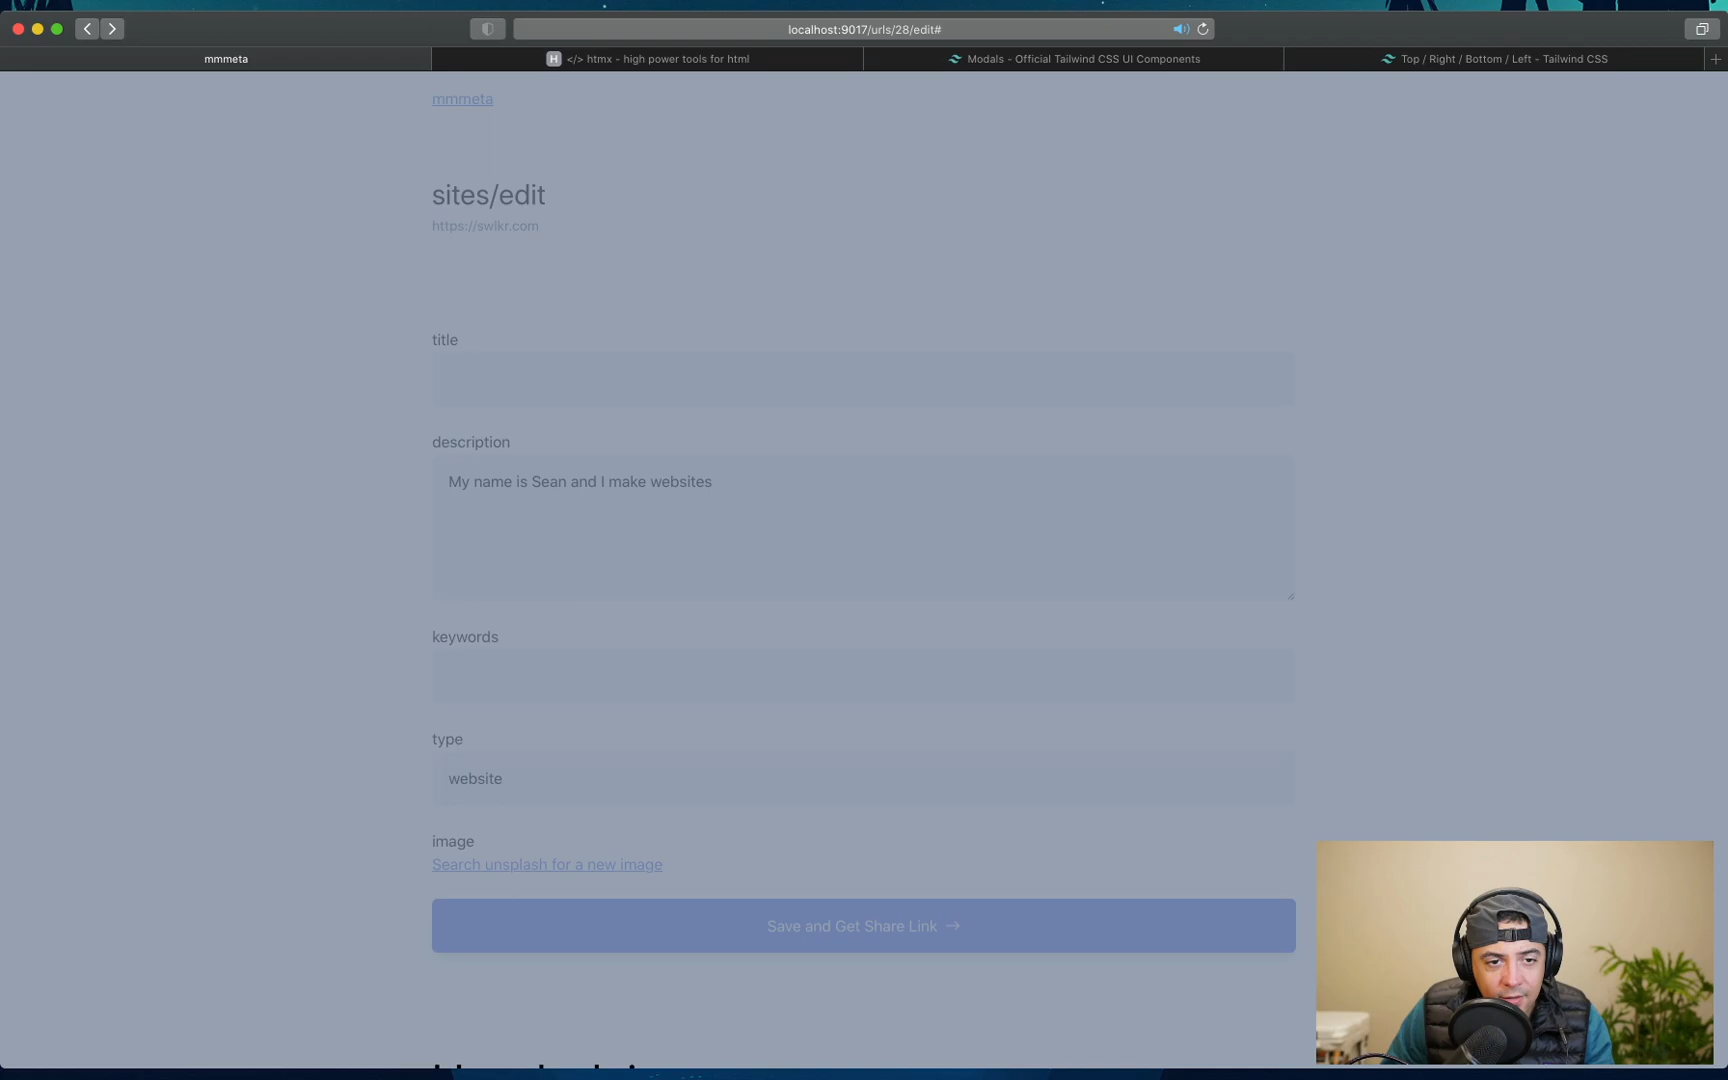 localhost:9017/urls/28/edit#
mmmeta
H </> htmx - high power tools for html
Modals - Official Tailwind CSS UI Components
Top / Right / Bottom / Left - Tailwind CSS
mmmeta
sites/edit
https://swlkr.com
title
description
My name is Sean and I make websites
keywords
type
website
image
Search unsplash for a new image
Save and Get Share Link →